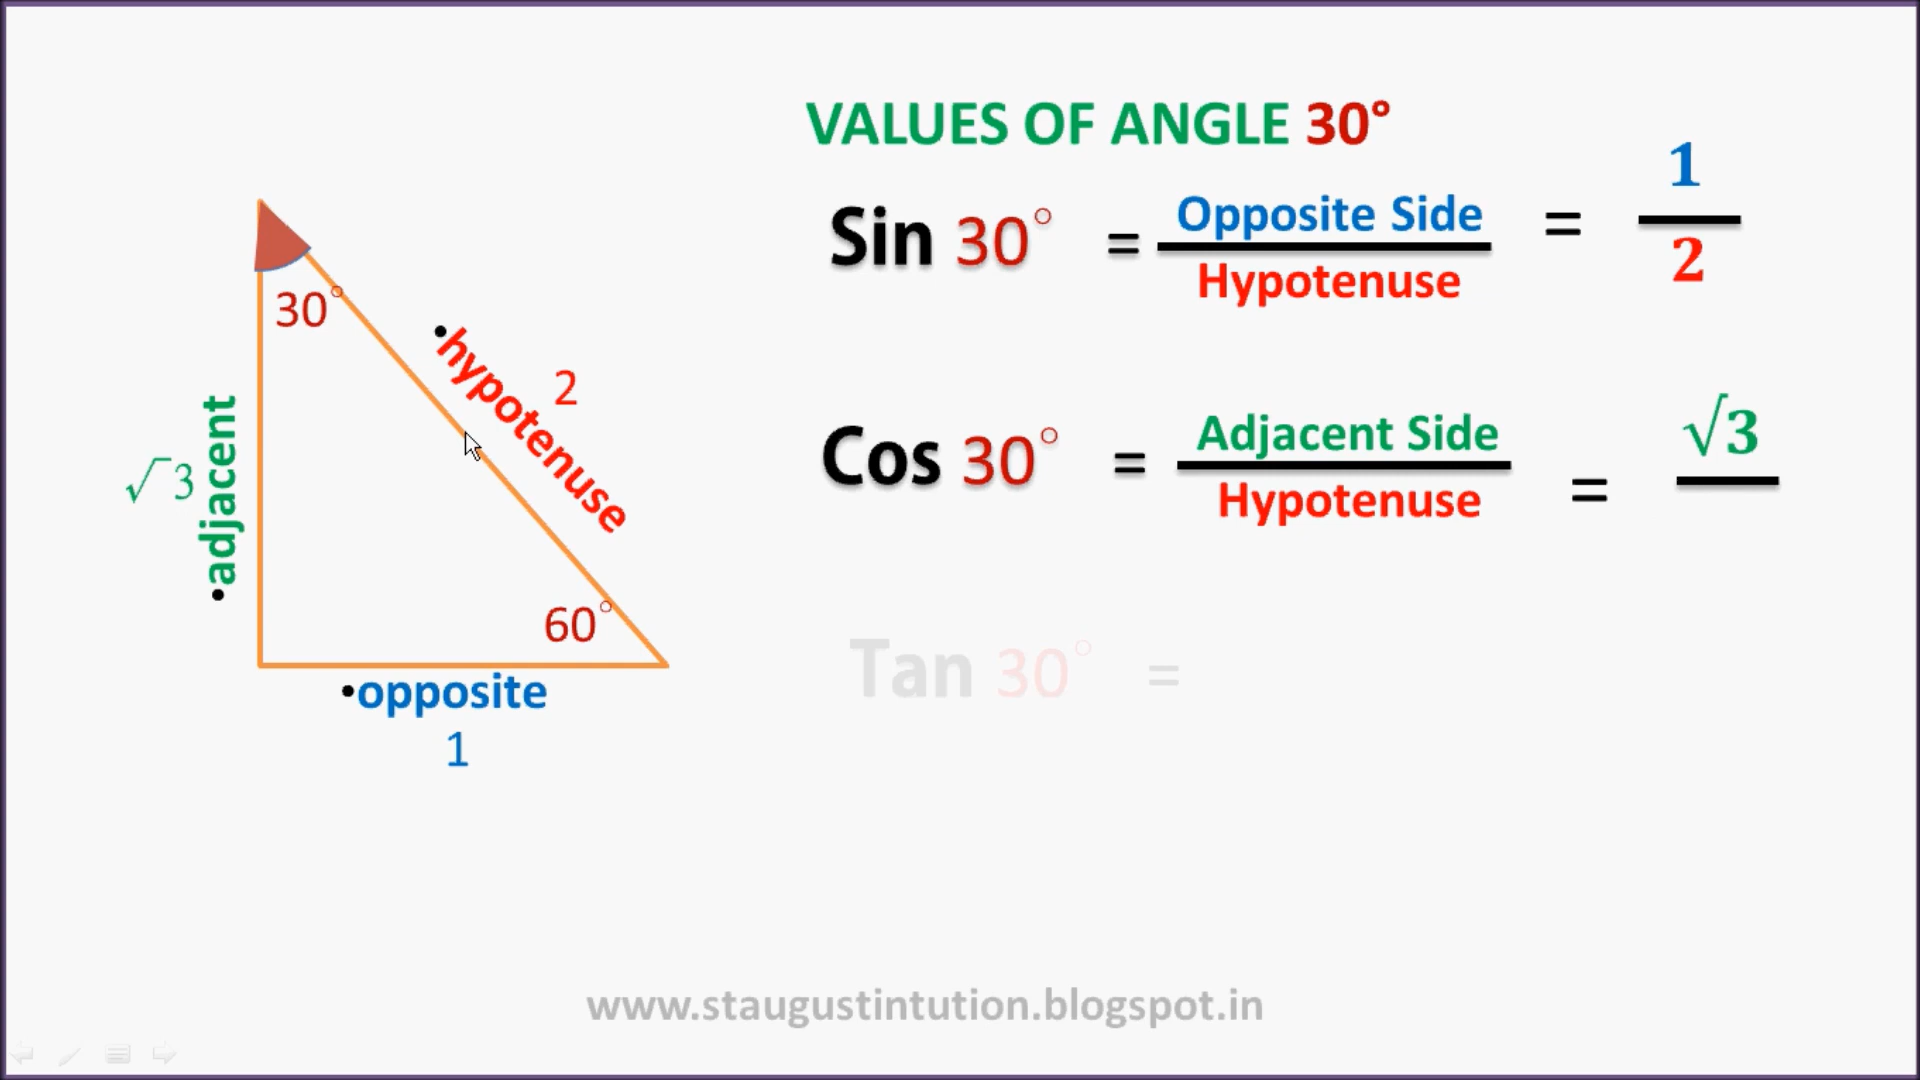 VALUES OF ANGLE 30°
Sin 30° = Opposite Side / Hypotenuse = 1 / 2
Cos 30° = Adjacent Side / Hypotenuse = √3
Tan 30° =
30°
•hypotenuse
2
√3
•adjacent
60°
•opposite
1
www.staugustintution.blogspot.in